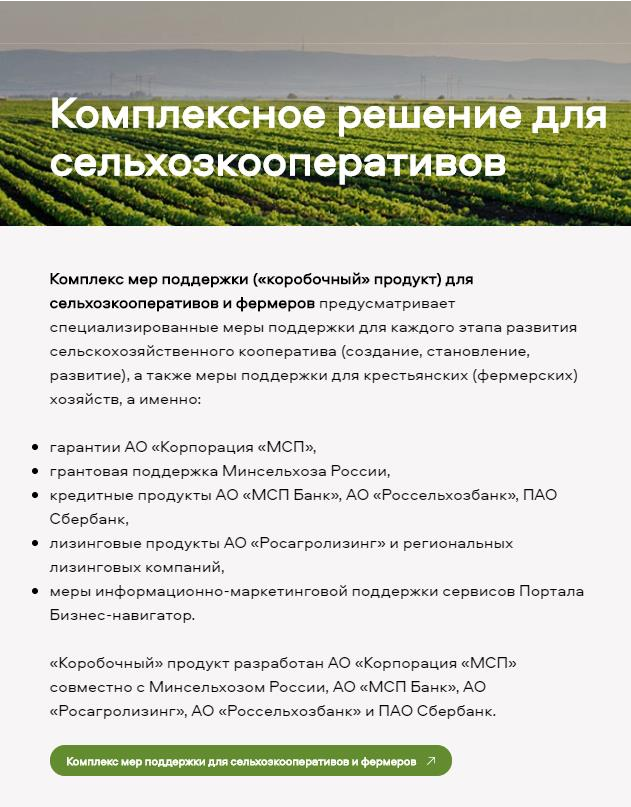 Комплексное решение для
сельхозкооперативов
Комплекс мер поддержки («коробочный» продукт) для
сельхозкооперативов и фермеров предусматривает
специализированные меры поддержки для каждого этапа развития
сельскохозяйственного кооператива (создание, становление,
развитие), а также меры поддержки для крестьянских (фермерских)
хозяйств, а именно:
• гарантии АО «Корпорация «МСП»,
• грантовая поддержка Минсельхоза России,
• кредитные продукты АО «МСП Банк», АО «Россельхозбанк», ПАО
Сбербанк,
• лизинговые продукты АО «Росагролизинг» и региональных
лизинговых компаний,
• меры информационно-маркетинговой поддержки сервисов Портала
Бизнес-навигатор.
«Коробочный» продукт разработан АО «Корпорация «МСП»
совместно с Минсельхозом России, АО «МСП Банк», АО
«Росагролизинг», АО «Россельхозбанк» и ПАО Сбербанк.
Комплекс мер поддержки для сельхозкооперативов и фермеров ↗